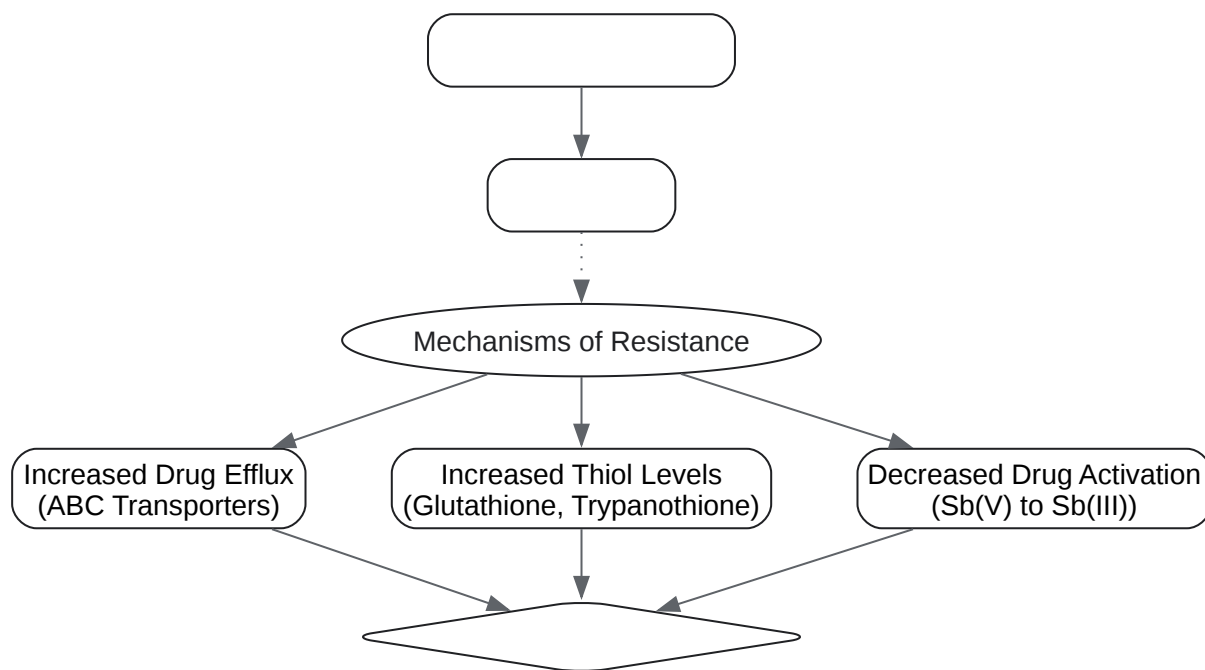 Mechanisms of Resistance
Increased Drug Efflux
(ABC Transporters)
Increased Thiol Levels
(Glutathione, Trypanothione)
Decreased Drug Activation
(Sb(V) to Sb(III))